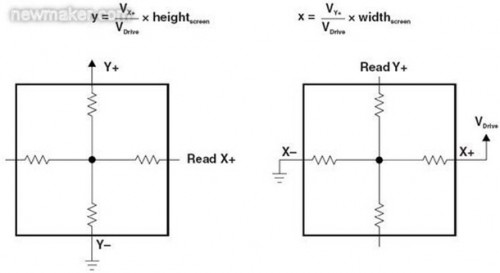 newmaker.com
y = V_X+ / V_Drive × height_screen
x = V_Y+ / V_Drive × width_screen
Y+
Read X+
Y−
Read Y+
X−
X+
V_Drive